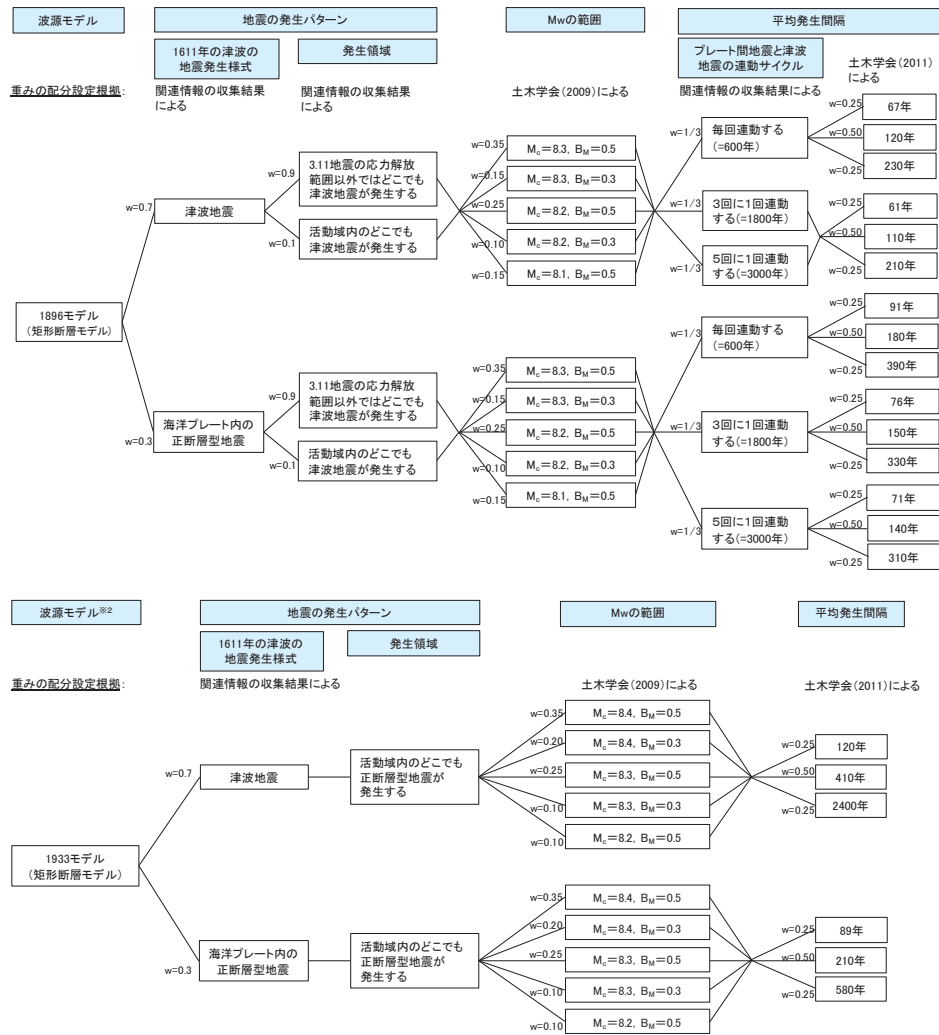 波源モデル
地震の発生パターン
Mwの範囲
平均発生間隔
1611年の津波の
地震発生様式
発生領域
プレート間地震と津波
地震の連動サイクル
土木学会(2011)
による
重みの配分設定根拠:
関連情報の収集結果
による
関連情報の収集結果
による
土木学会(2009)による
関連情報の収集結果による
1896モデル
(矩形断層モデル)
w=0.7
津波地震
w=0.9
3.11地震の応力解放
範囲以外ではどこでも
津波地震が発生する
w=0.1
活動域内のどこでも
津波地震が発生する
w=0.35
Mc=8.3, BM=0.5
w=0.15
Mc=8.3, BM=0.3
w=0.25
Mc=8.2, BM=0.5
w=0.10
Mc=8.2, BM=0.3
w=0.15
Mc=8.1, BM=0.5
w=1/3
毎回連動する
(=600年)
w=0.25
67年
w=0.50
120年
w=0.25
230年
w=1/3
3回に1回連動
する(=1800年)
w=1/3
5回に1回連動
する(=3000年)
w=0.25
61年
w=0.50
110年
w=0.25
210年
w=0.3
海洋プレート内の
正断層型地震
w=0.9
3.11地震の応力解放
範囲以外ではどこでも
津波地震が発生する
w=0.1
活動域内のどこでも
津波地震が発生する
w=0.35
Mc=8.3, BM=0.5
w=0.15
Mc=8.3, BM=0.3
w=0.25
Mc=8.2, BM=0.5
w=0.10
Mc=8.2, BM=0.3
w=0.15
Mc=8.1, BM=0.5
w=1/3
毎回連動する
(=600年)
w=0.25
91年
w=0.50
180年
w=0.25
390年
w=1/3
3回に1回連動
する(=1800年)
w=0.25
76年
w=0.50
150年
w=0.25
330年
w=1/3
5回に1回連動
する(=3000年)
w=0.25
71年
w=0.50
140年
w=0.25
310年
波源モデル※2
地震の発生パターン
Mwの範囲
平均発生間隔
1611年の津波の
地震発生様式
発生領域
重みの配分設定根拠:
関連情報の収集結果による
土木学会(2009)による
土木学会(2011)による
1933モデル
(矩形断層モデル)
w=0.7
津波地震
活動域内のどこでも
正断層型地震が
発生する
w=0.35
Mc=8.4, BM=0.5
w=0.20
Mc=8.4, BM=0.3
w=0.25
Mc=8.3, BM=0.5
w=0.10
Mc=8.3, BM=0.3
w=0.10
Mc=8.2, BM=0.5
w=0.25
120年
w=0.50
410年
w=0.25
2400年
w=0.3
海洋プレート内の
正断層型地震
活動域内のどこでも
正断層型地震が
発生する
w=0.35
Mc=8.4, BM=0.5
w=0.20
Mc=8.4, BM=0.3
w=0.25
Mc=8.3, BM=0.5
w=0.10
Mc=8.3, BM=0.3
w=0.10
Mc=8.2, BM=0.5
w=0.25
89年
w=0.50
210年
w=0.25
580年